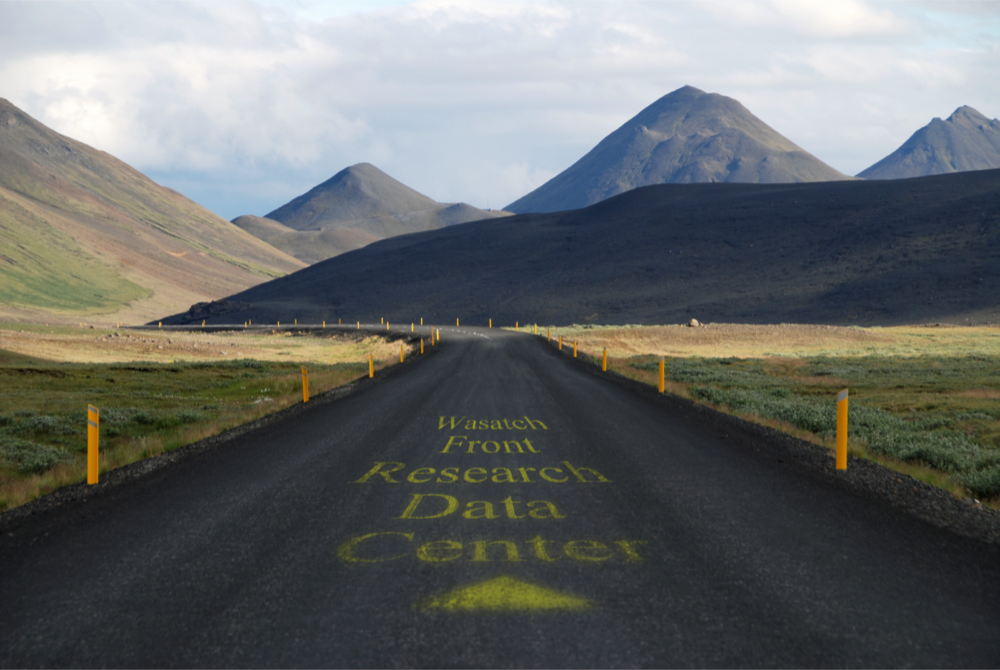 Wasatch
Front
Research
Data
Center